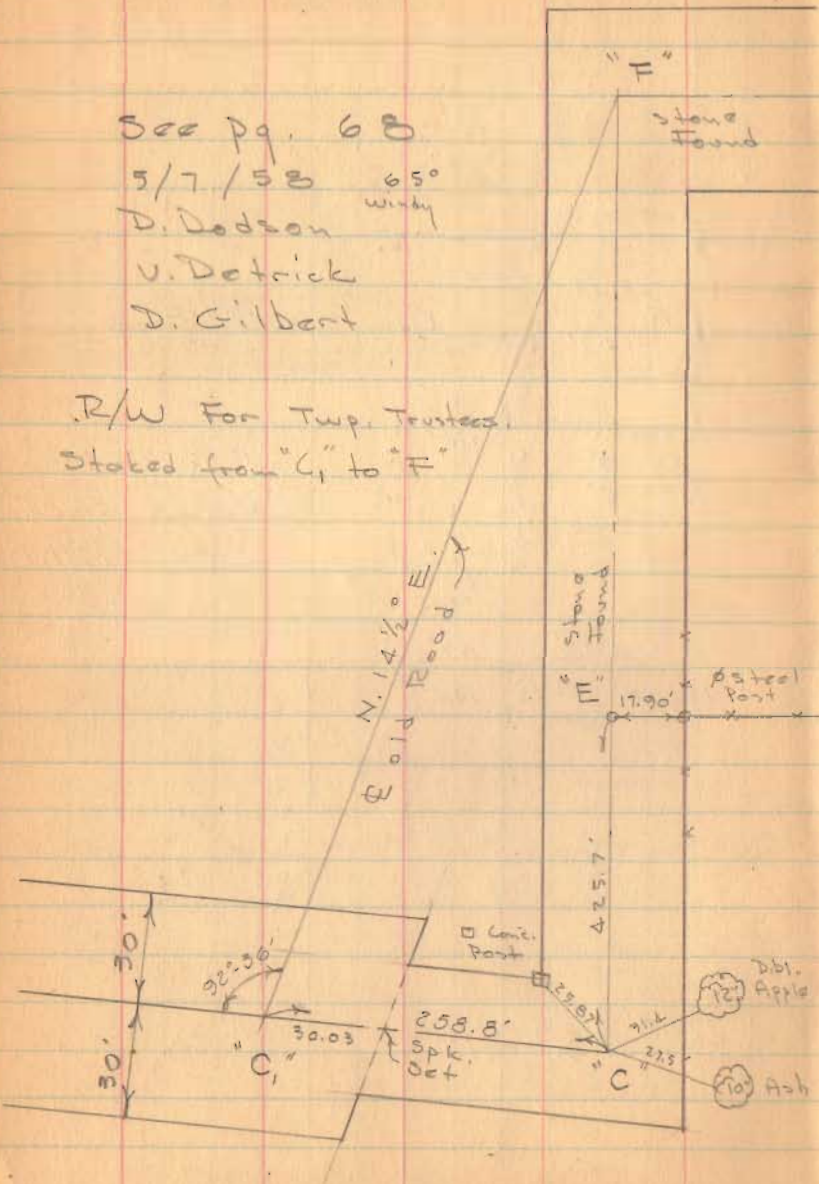 "F"
Stone
Found
See pg. 68
5/7/58 65°
windy
D. Dodson
V. Detrick
D. Gilbert
R/W For Twp. Trustees.
Staked from "C₁" to "F"
N. 14½° E.
℄ old Road
Stone
found
"E" 17.90'
ø steel
Post
425.7'
30'
30'
92°-36'
□ Conc.
Post
Dbl.
12" Apple
30.03
258.8'
Spk.
Set
27.5'
10" Ash
"C₁"
"C"